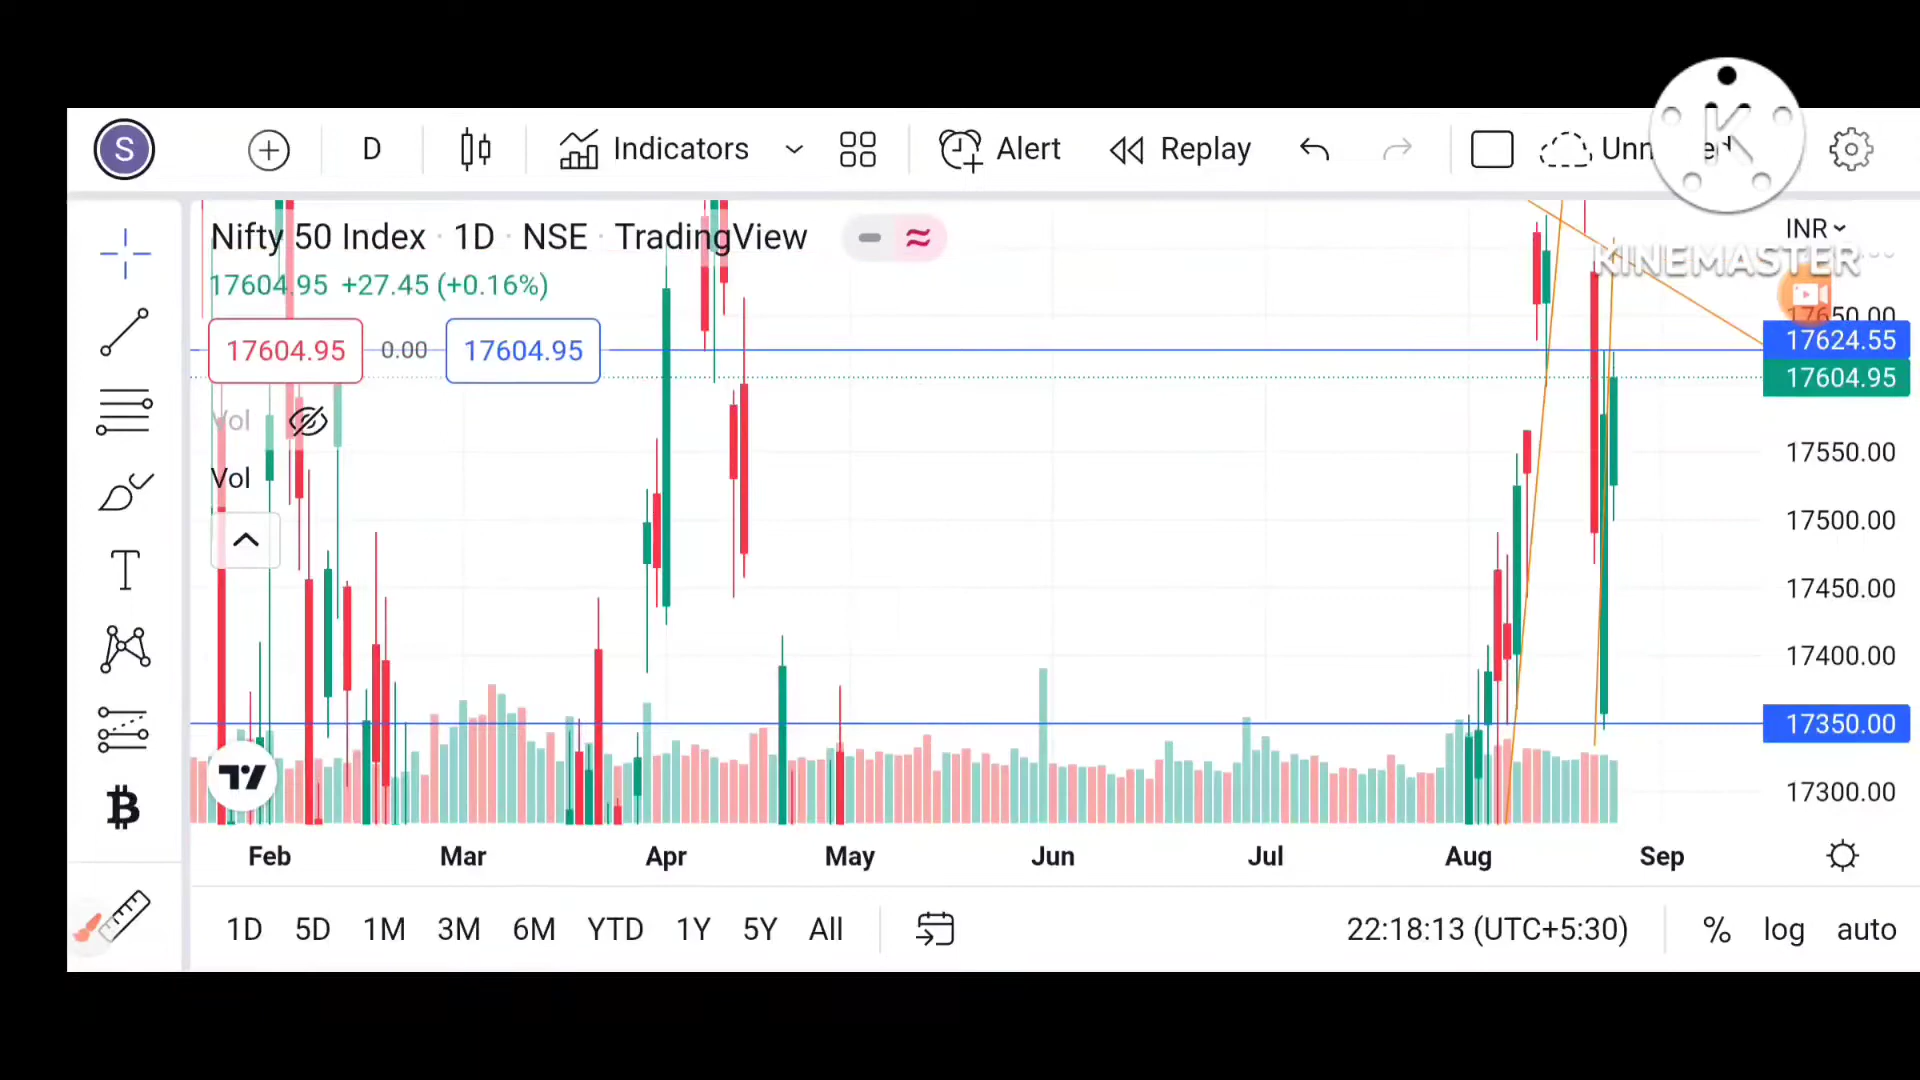 S
D
Indicators
Alert
Replay
K
KINEMASTER
Nifty 50 Index · 1D · NSE · TradingView
INR
17604.95 +27.45 (+0.16%)
17650.00
17604.95 0.00 17604.95
17624.55
17604.95
Vol
17550.00
Vol
17500.00
17450.00
T
17400.00
17350.00
17300.00
Feb Mar Apr May Jun Jul Aug Sep
1D 5D 1M 3M 6M YTD 1Y 5Y All
22:18:13 (UTC+5:30) % log auto